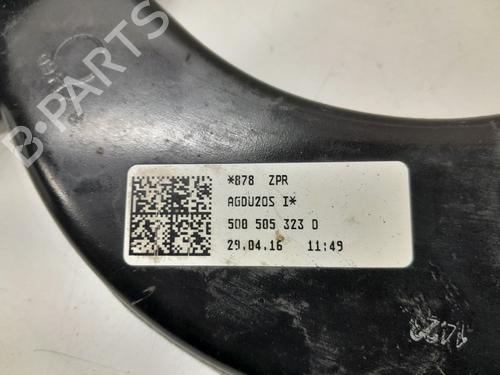 B-PARTS
*878 ZPR
AGDU20S I*
5Q0 505 323 D
29.04.16 11:49